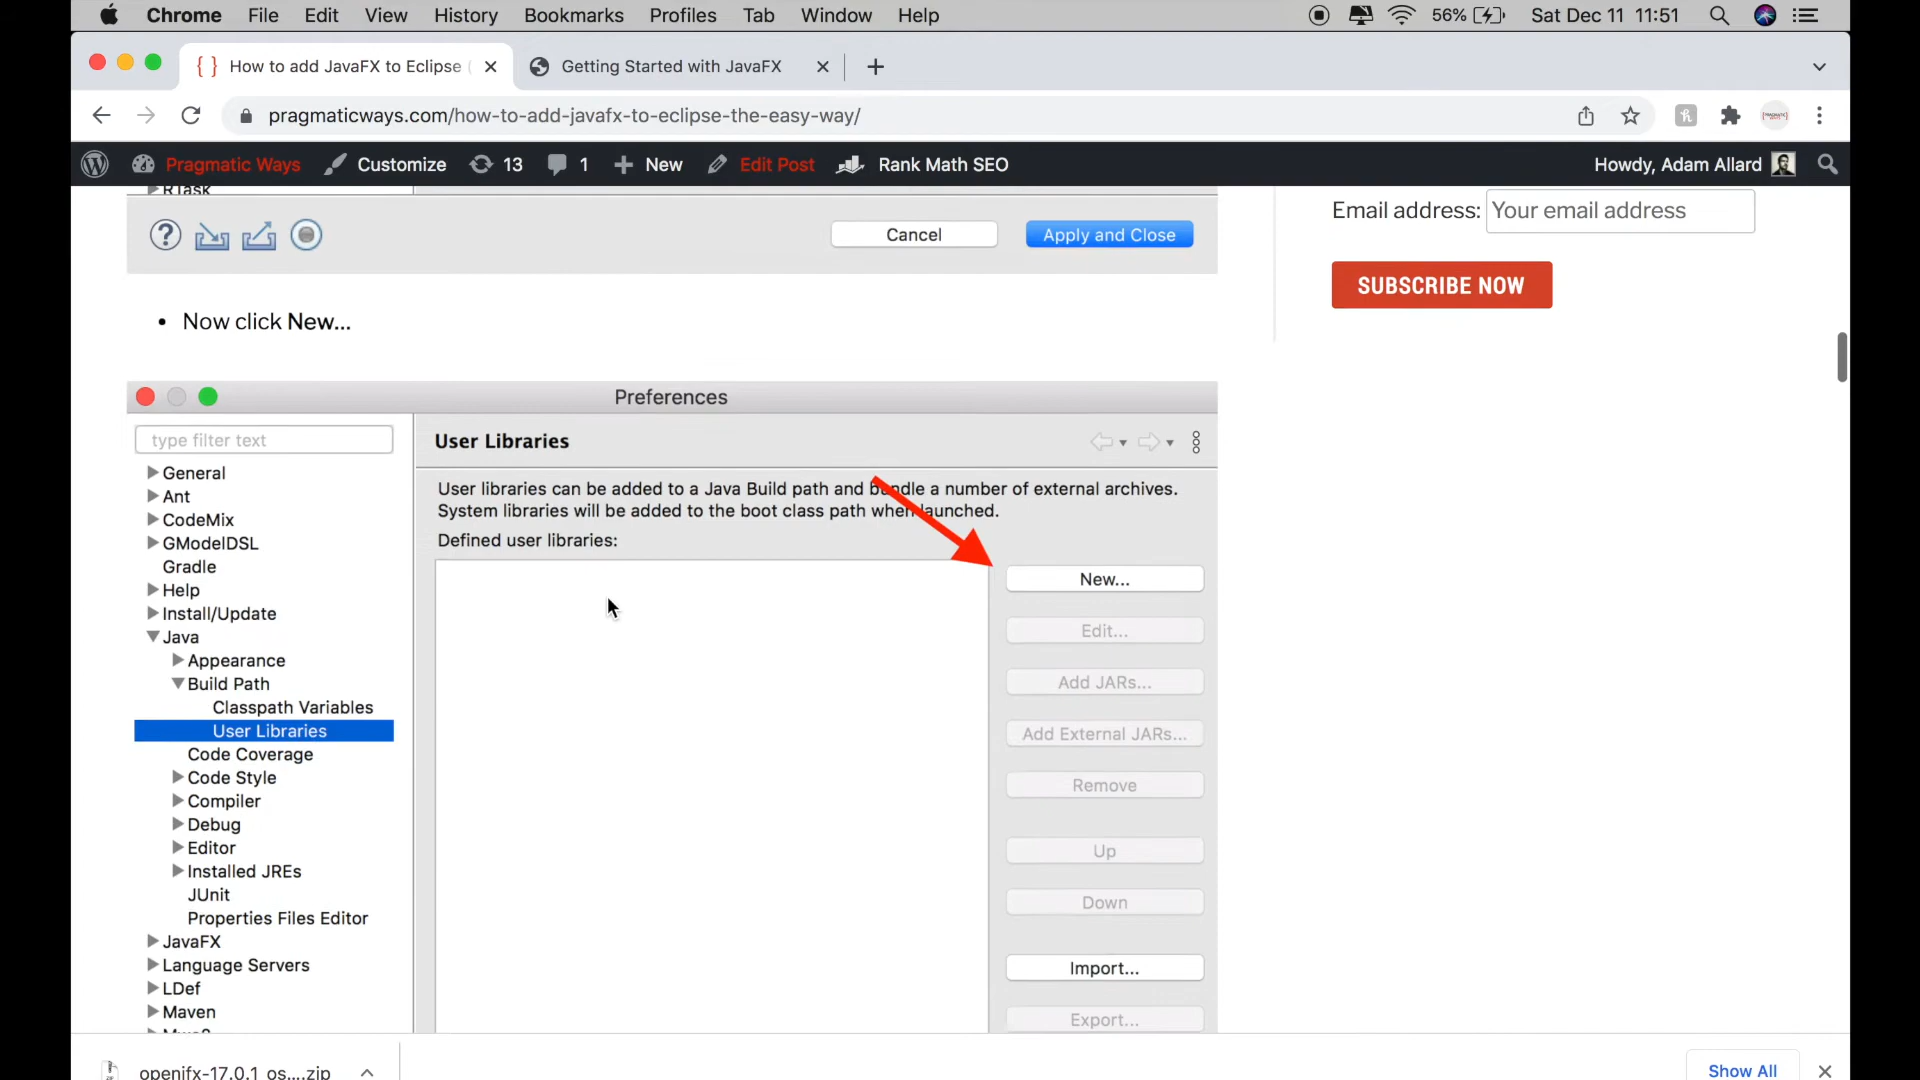 Chrome File Edit View History Bookmarks Profiles Tab Window Help 56% Sat Dec 11 11:51
{ } How to add JavaFX to Eclipse Getting Started with JavaFX
pragmaticways.com/how-to-add-javafx-to-eclipse-the-easy-way/
Pragmatic Ways Customize 13 1 New Edit Post Rank Math SEO Howdy, Adam Allard
RTask
Email address: Your email address
? Cancel Apply and Close
SUBSCRIBE NOW
• Now click New...
Preferences
type filter text
User Libraries
General
Ant
CodeMix
GModelDSL
Gradle
Help
Install/Update
Java
Appearance
Build Path
Classpath Variables
User Libraries
Code Coverage
Code Style
Compiler
Debug
Editor
Installed JREs
JUnit
Properties Files Editor
JavaFX
Language Servers
LDef
Maven
User libraries can be added to a Java Build path and bundle a number of external archives.
System libraries will be added to the boot class path when launched.
Defined user libraries:
New...
Edit...
Add JARs...
Add External JARs...
Remove
Up
Down
Import...
Export...
openjfx-17.0.1_os....zip
Show All